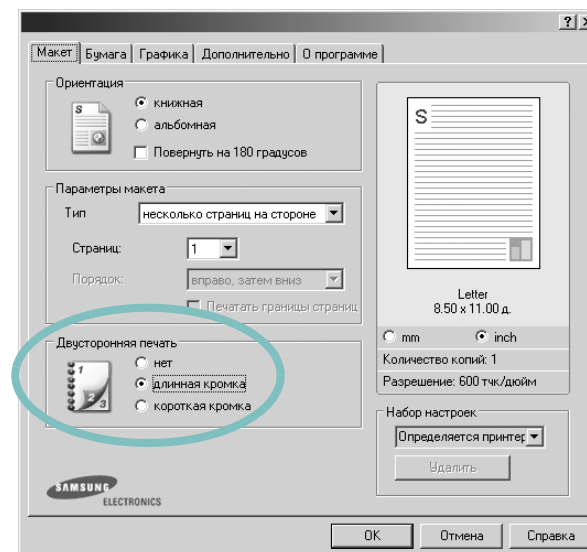 ? x
Макет Бумага Графика Дополнительно О программе
Ориентация
S
книжная
альбомная
Повернуть на 180 градусов
Параметры макета
Тип несколько страниц на стороне
Страниц: 1
Порядок: вправо, затем вниз
Печатать границы страниц
Двусторонняя печать
1
2
3
нет
длинная кромка
короткая кромка
SAMSUNG
ELECTRONICS
S
Letter
8.50 x 11.00 д.
mm inch
Количество копий: 1
Разрешение: 600 тчк/дюйм
Набор настроек
Определяется принтер
Удалить
OK Отмена Справка